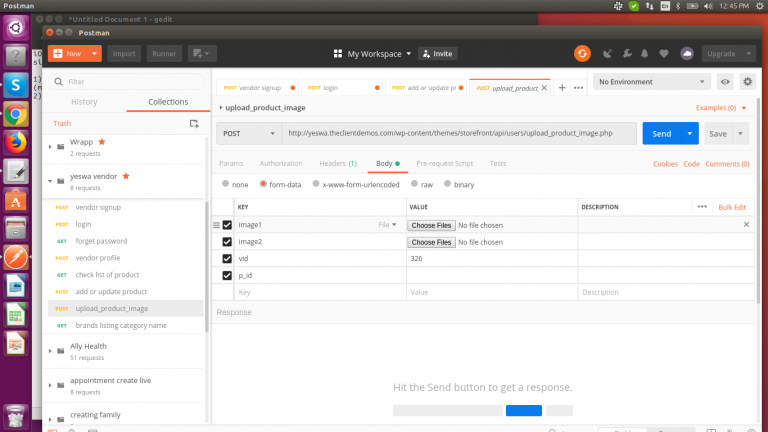 Postman
En
12:45 PM
*Untitled Document 1 - gedit
Postman
New
Import
Runner
My Workspace
Invite
Upgrade
Filter
History
Collections
Trash
Wrapp
2 requests
yeswa vendor
8 requests
POST vendor signup
POST login
GET forget password
POST vendor profile
GET check list of product
POST add or update product
POST upload_product_image
GET brands listing category name
Ally Health
51 requests
appointment create live
8 requests
creating family
POST vendor signup
POST login
POST add or update pr
POST upload_product_
No Environment
upload_product_image
Examples (0)
POST
http://yeswa.theclientdemos.com/wp-content/themes/storefront/api/users/upload_product_image.php
Send
Save
Params
Authorization
Headers (1)
Body
Pre-request Script
Tests
Cookies
Code
Comments (0)
none
form-data
x-www-form-urlencoded
raw
binary
KEY
VALUE
DESCRIPTION
Bulk Edit
image1
File
Choose Files No file chosen
image2
Choose Files No file chosen
vid
326
p_id
Key
Value
Description
Response
Hit the Send button to get a response.